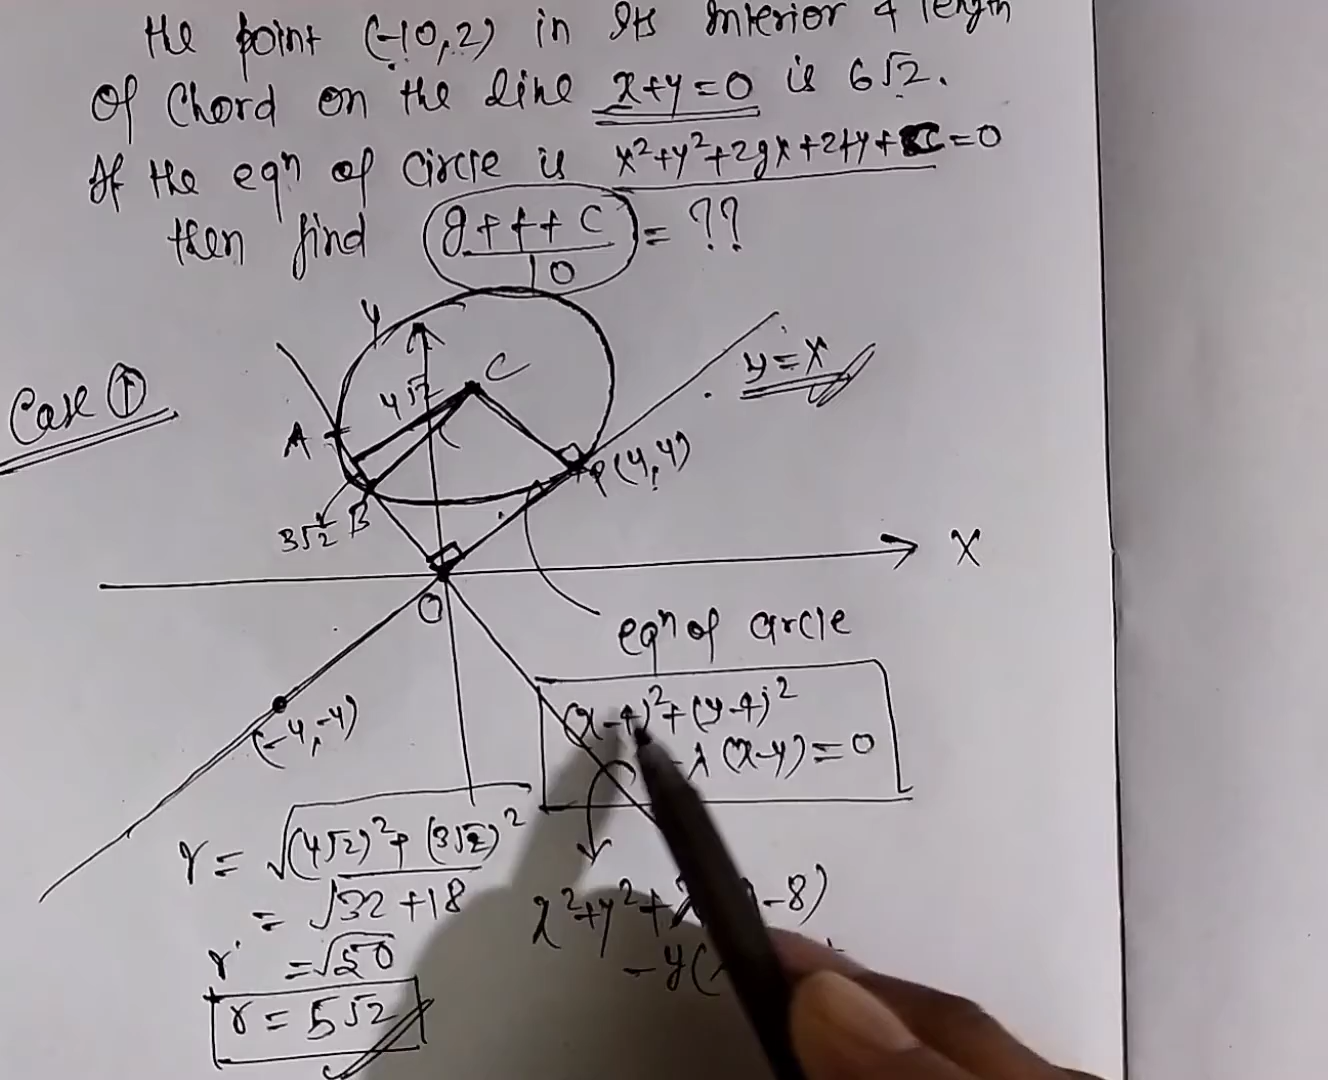 the point (-10,2) in its interior & length
of chord on the line x+y=0 is 6√2.
If the eqⁿ of circle is x²+y²+2gx+2fy+C=0
then find (g+f+C)/10 = ??
Case ①
Y
C
y=x
4√2
A
P(4,4)
3√2 B
X
O
eqⁿ of circle
(x-4)²+(y-4)²
λ(x-y)=0
(-4,-4)
r = √(4√2)²+(3√2)²
= √32+18
x²+y²+ -8)
r = √50
-y(
r = 5√2